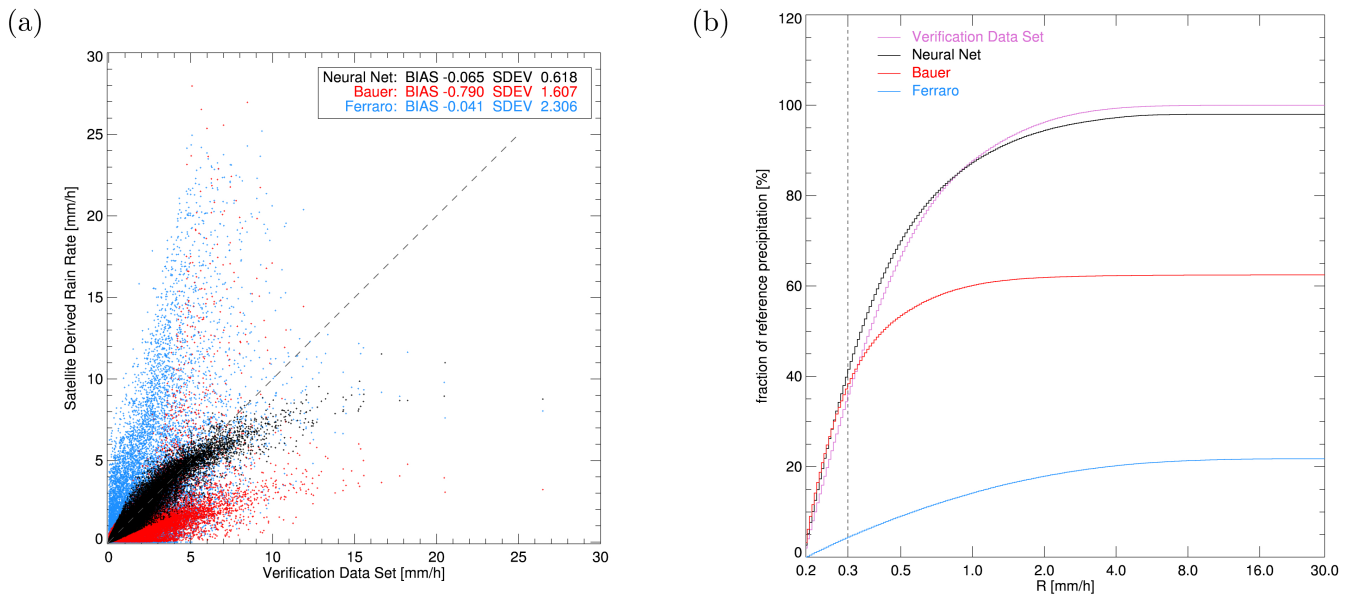 (a)
30
25
20
15
10
5
0
Satellite Derived Rain Rate [mm/h]
Neural Net: BIAS -0.065 SDEV 0.618
Bauer: BIAS -0.790 SDEV 1.607
Ferraro: BIAS -0.041 SDEV 2.306
0 5 10 15 20 25 30
Verification Data Set [mm/h]
(b)
120
100
80
60
40
20
0
fraction of reference precipitation [%]
Verification Data Set
Neural Net
Bauer
Ferraro
0.2 0.3 0.5 1.0 2.0 4.0 8.0 16.0 30.0
R [mm/h]